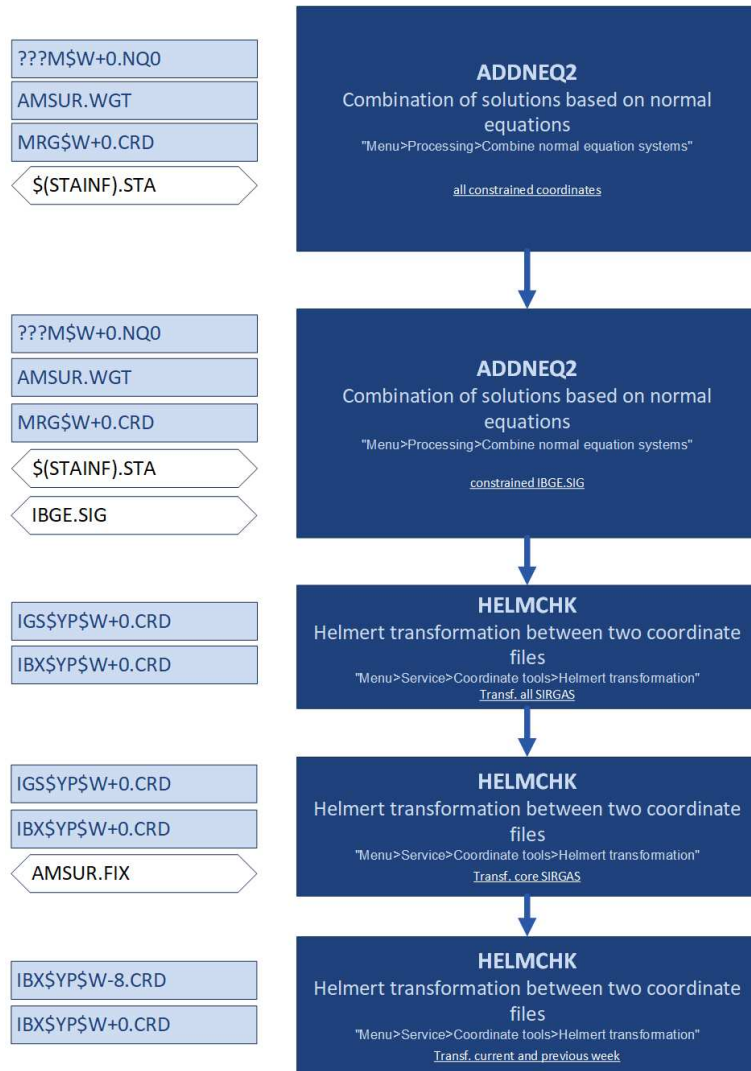 ???M$W+0.NQ0
AMSUR.WGT
MRG$W+0.CRD
$(STAINF).STA
ADDNEQ2
Combination of solutions based on normal
equations
"Menu>Processing>Combine normal equation systems"
all constrained coordinates
???M$W+0.NQ0
AMSUR.WGT
MRG$W+0.CRD
$(STAINF).STA
IBGE.SIG
ADDNEQ2
Combination of solutions based on normal
equations
"Menu>Processing>Combine normal equation systems"
constrained IBGE.SIG
IGS$YP$W+0.CRD
IBX$YP$W+0.CRD
HELMCHK
Helmert transformation between two coordinate
files
"Menu>Service>Coordinate tools>Helmert transformation"
Transf. all SIRGAS
IGS$YP$W+0.CRD
IBX$YP$W+0.CRD
AMSUR.FIX
HELMCHK
Helmert transformation between two coordinate
files
"Menu>Service>Coordinate tools>Helmert transformation"
Transf. core SIRGAS
IBX$YP$W-8.CRD
IBX$YP$W+0.CRD
HELMCHK
Helmert transformation between two coordinate
files
"Menu>Service>Coordinate tools>Helmert transformation"
Transf. current and previous week